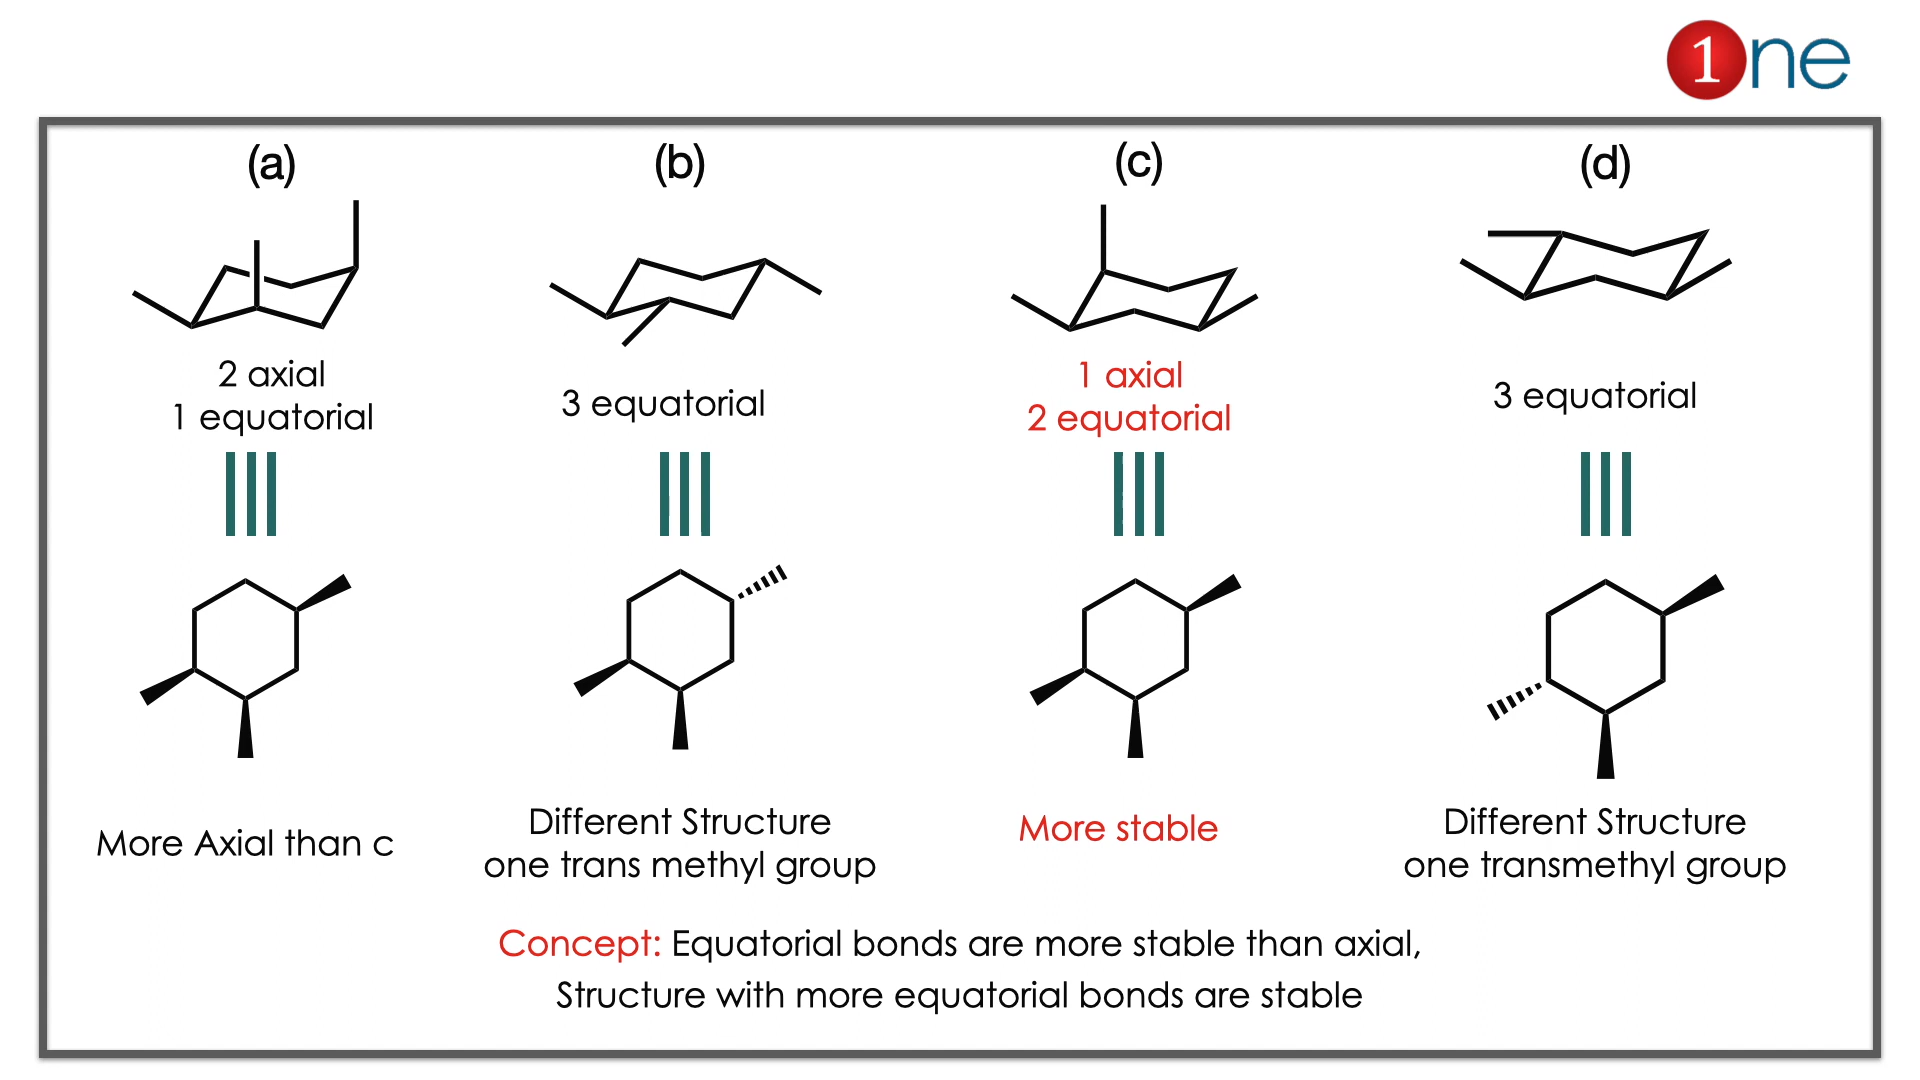 1ne
(a)
(b)
(c)
(d)
2 axial
1 equatorial
3 equatorial
1 axial
2 equatorial
3 equatorial
More Axial than c
Different Structure
one trans methyl group
More stable
Different Structure
one transmethyl group
Concept: Equatorial bonds are more stable than axial,
Structure with more equatorial bonds are stable